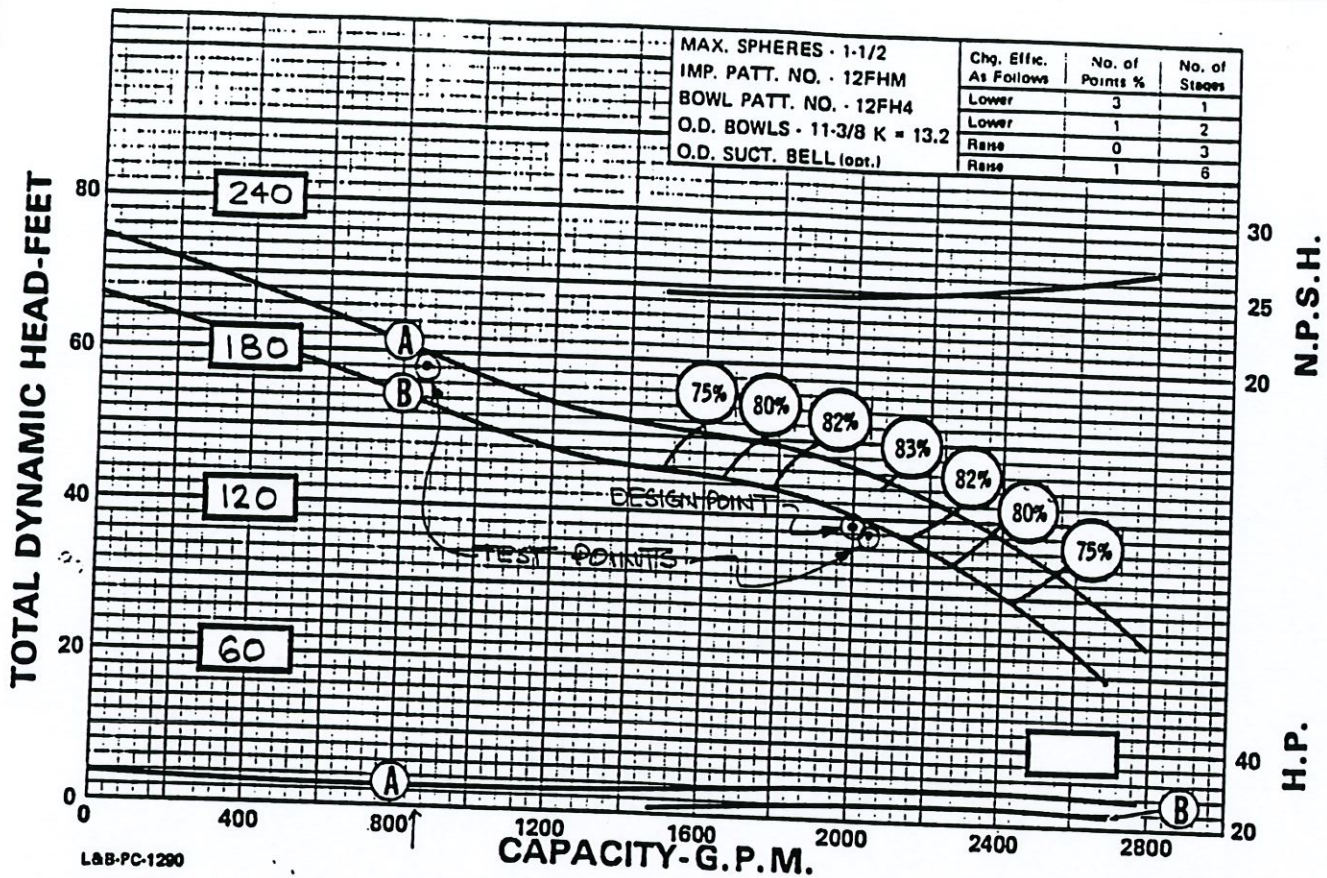 MAX. SPHERES - 1-1/2
IMP. PATT. NO. - 12FHM
BOWL PATT. NO. - 12FH4
O.D. BOWLS - 11-3/8 K = 13.2
O.D. SUCT. BELL (opt.)
Chg. Effic. As Follows No. of Points % No. of Stages
Lower 3 1
Lower 1 2
Raise 0 3
Raise 1 6
TOTAL DYNAMIC HEAD-FEET
80
60
40
20
0
240
180
120
60
A
B
75%
80%
82%
83%
82%
80%
75%
DESIGN POINT
TEST POINTS
30
25
20
N.P.S.H.
40
20
H.P.
A
B
0 400 800 1200 1600 2000 2400 2800
CAPACITY-G.P.M.
L&B-PC-1290